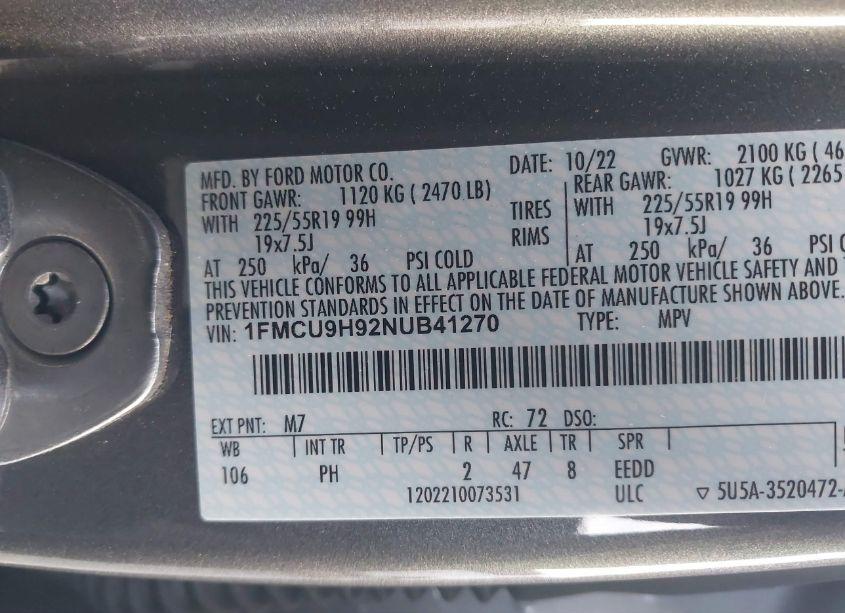 MFD. BY FORD MOTOR CO. DATE: 10/22 GVWR: 2100 KG ( 46
FRONT GAWR: 1120 KG ( 2470 LB) REAR GAWR: 1027 KG ( 2265
WITH 225/55R19 99H TIRES WITH 225/55R19 99H
19x7.5J RIMS 19x7.5J
AT 250 kPa/ 36 PSI COLD AT 250 kPa/ 36 PSI C
THIS VEHICLE CONFORMS TO ALL APPLICABLE FEDERAL MOTOR VEHICLE SAFETY AND
PREVENTION STANDARDS IN EFFECT ON THE DATE OF MANUFACTURE SHOWN ABOVE.
VIN: 1FMCU9H92NUB41270 TYPE: MPV
EXT PNT: M7 RC: 72 DSO:
WB INT TR TP/PS R AXLE TR SPR
106 PH 2 47 8 EEDD
1202210073531 ULC ▽ 5U5A-3520472-